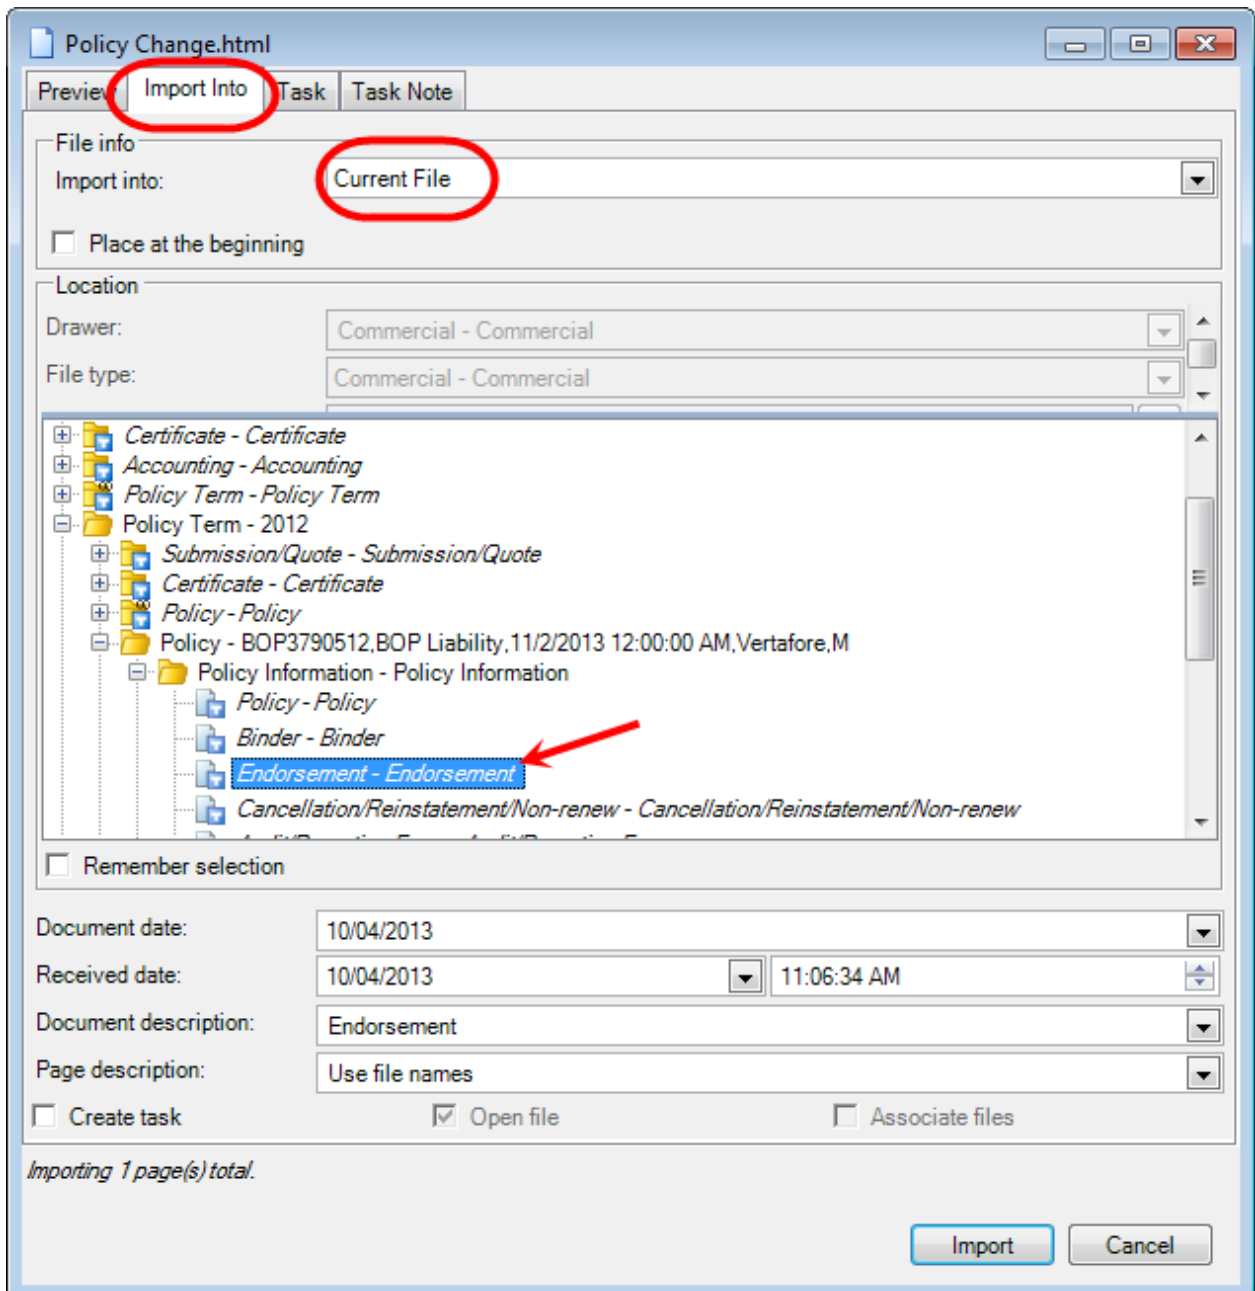 Policy Change.html
Preview Import Into Task Task Note
File info
Import into: Current File
Place at the beginning
Location
Drawer: Commercial - Commercial
File type: Commercial - Commercial
Certificate - Certificate
Accounting - Accounting
Policy Term - Policy Term
Policy Term - 2012
Submission/Quote - Submission/Quote
Certificate - Certificate
Policy - Policy
Policy - BOP3790512,BOP Liability,11/2/2013 12:00:00 AM,Vertafore,M
Policy Information - Policy Information
Policy - Policy
Binder - Binder
Endorsement - Endorsement
Cancellation/Reinstatement/Non-renew - Cancellation/Reinstatement/Non-renew
Remember selection
Document date: 10/04/2013
Received date: 10/04/2013 11:06:34 AM
Document description: Endorsement
Page description: Use file names
Create task Open file Associate files
Importing 1 page(s) total.
Import Cancel